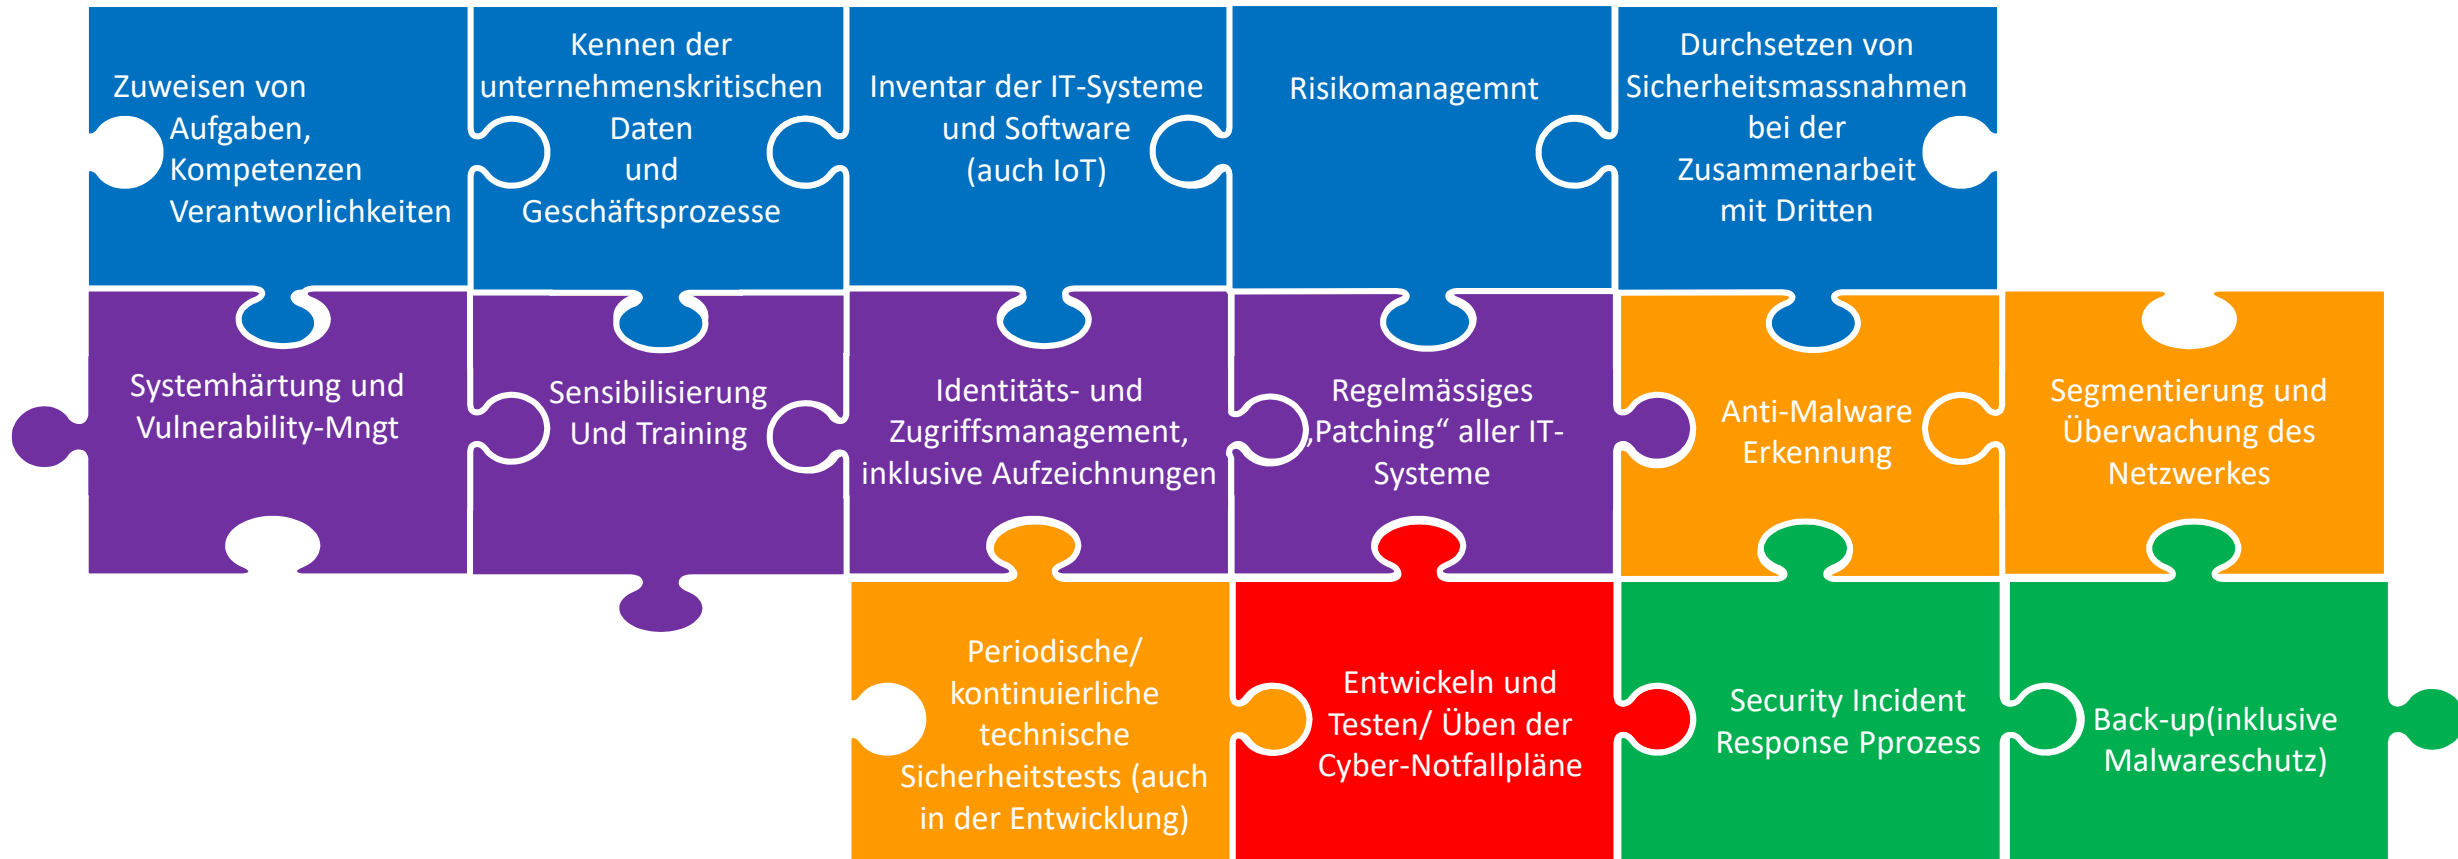 Zuweisen von
Aufgaben,
Kompetenzen
Verantworlichkeiten
Kennen der
unternehmenskritischen
Daten
und
Geschäftsprozesse
Inventar der IT-Systeme
und Software
(auch IoT)
Risikomanagemnt
Durchsetzen von
Sicherheitsmassnahmen
bei der
Zusammenarbeit
mit Dritten
Systemhärtung und
Vulnerability-Mngt
Sensibilisierung
Und Training
Identitäts- und
Zugriffsmanagement,
inklusive Aufzeichnungen
Regelmässiges
„Patching“ aller IT-
Systeme
Anti-Malware
Erkennung
Segmentierung und
Überwachung des
Netzwerkes
Periodische/
kontinuierliche
technische
Sicherheitstests (auch
in der Entwicklung)
Entwickeln und
Testen/ Üben der
Cyber-Notfallpläne
Security Incident
Response Pprozess
Back-up(inklusive
Malwareschutz)